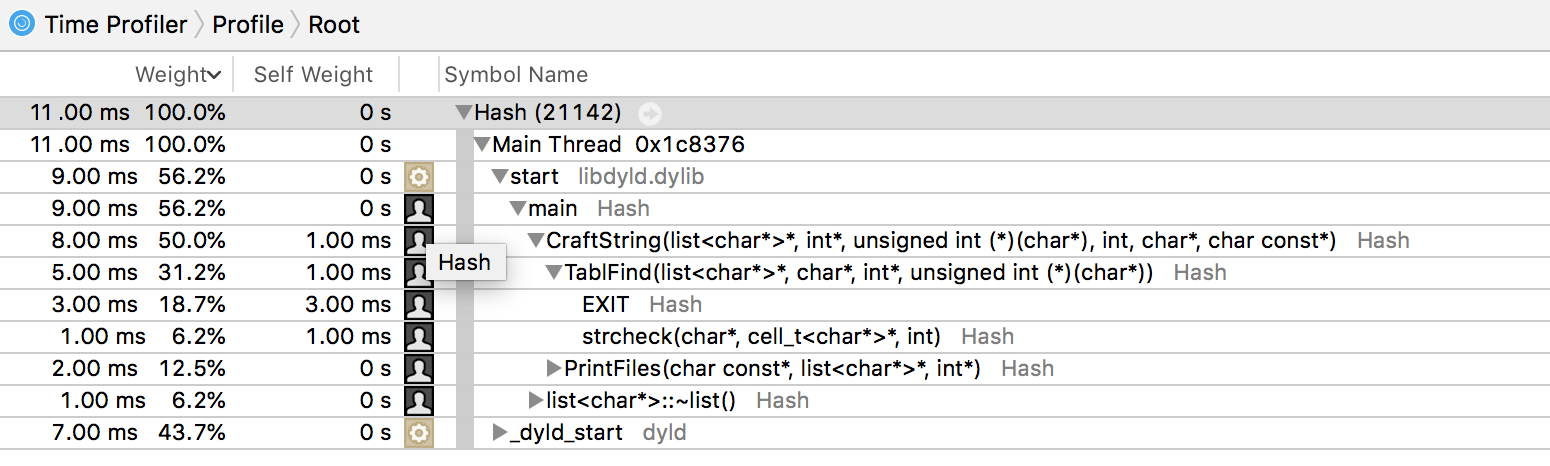 Time Profiler Profile Root
Weight Self Weight Symbol Name
11.00 ms 100.0% 0 s Hash (21142)
11.00 ms 100.0% 0 s Main Thread 0x1c8376
9.00 ms 56.2% 0 s start libdyld.dylib
9.00 ms 56.2% 0 s main Hash
8.00 ms 50.0% 1.00 ms CraftString(list<char*>*, int*, unsigned int (*)(char*), int, char*, char const*) Hash
Hash
5.00 ms 31.2% 1.00 ms TablFind(list<char*>*, char*, int*, unsigned int (*)(char*)) Hash
3.00 ms 18.7% 3.00 ms EXIT Hash
1.00 ms 6.2% 1.00 ms strcheck(char*, cell_t<char*>*, int) Hash
2.00 ms 12.5% 0 s PrintFiles(char const*, list<char*>*, int*) Hash
1.00 ms 6.2% 0 s list<char*>::~list() Hash
7.00 ms 43.7% 0 s _dyld_start dyld